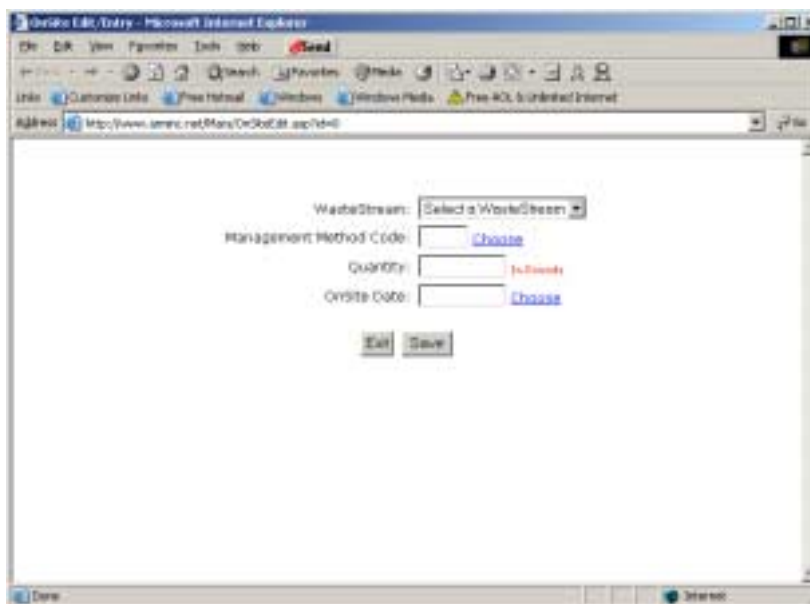 OnSite Edit/Entry - Microsoft Internet Explorer
File Edit View Favorites Tools Help Send
Search Favorites Media
Links Customize Links Free Hotmail Windows Windows Media Free AOL & Unlimited Internet
Address Go
WasteStream: Select a WasteStream
Management Method Code: Choose
Quantity: In Pounds
OnSite Date: Choose
Exit Save
Done Internet